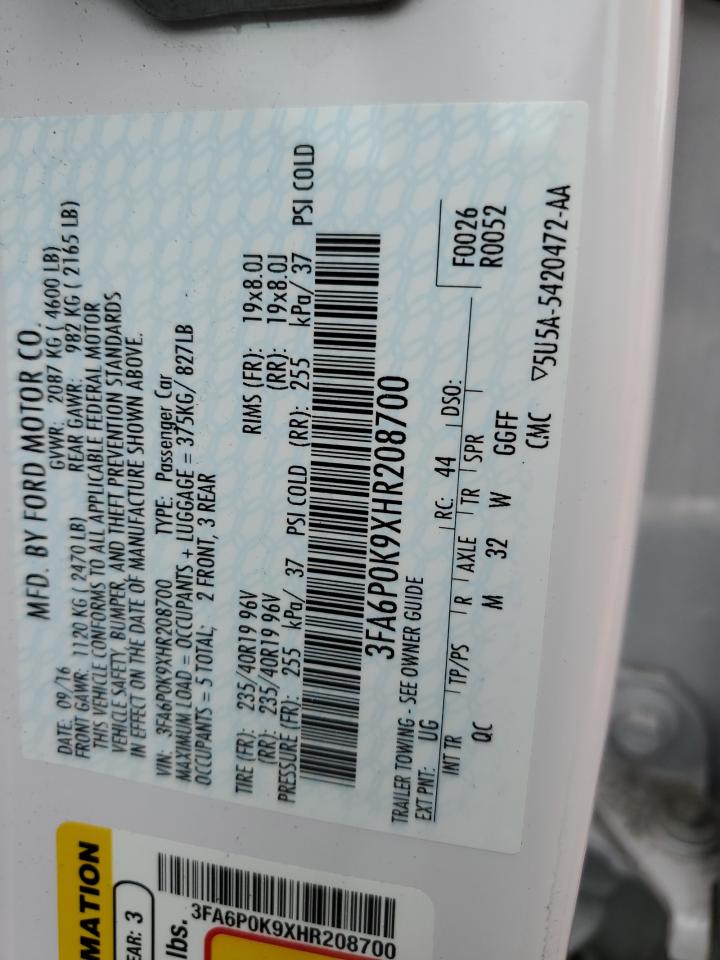 MFD. BY FORD MOTOR CO.
DATE: 09/16 GVWR: 2087 KG ( 4600 LB)
FRONT GAWR: 1120 KG ( 2470 LB) REAR GAWR: 982 KG ( 2165 LB)
THIS VEHICLE CONFORMS TO ALL APPLICABLE FEDERAL MOTOR
VEHICLE SAFETY, BUMPER, AND THEFT PREVENTION STANDARDS
IN EFFECT ON THE DATE OF MANUFACTURE SHOWN ABOVE.
VIN: 3FA6P0K9XHR208700 TYPE: Passenger Car
MAXIMUM LOAD = OCCUPANTS + LUGGAGE = 375KG/ 827LB
OCCUPANTS = 5 TOTAL; 2 FRONT, 3 REAR
TIRE (FR): 235/40R19 96V RIMS (FR): 19x8.0J
(RR): 235/40R19 96V (RR): 19x8.0J
PRESSURE (FR): 255 kPa/ 37 PSI COLD (RR): 255 kPa/ 37 PSI COLD
3FA6P0K9XHR208700
TRAILER TOWING - SEE OWNER GUIDE
EXT PNT: UG RC: 44 DSO: F0026
R0052
INT TR TP/PS R AXLE TR SPR
QC M 32 W GGFF
CMC ▽5U5A-5420472-AA
MATION
EAR: 3
lbs.
3FA6P0K9XHR208700